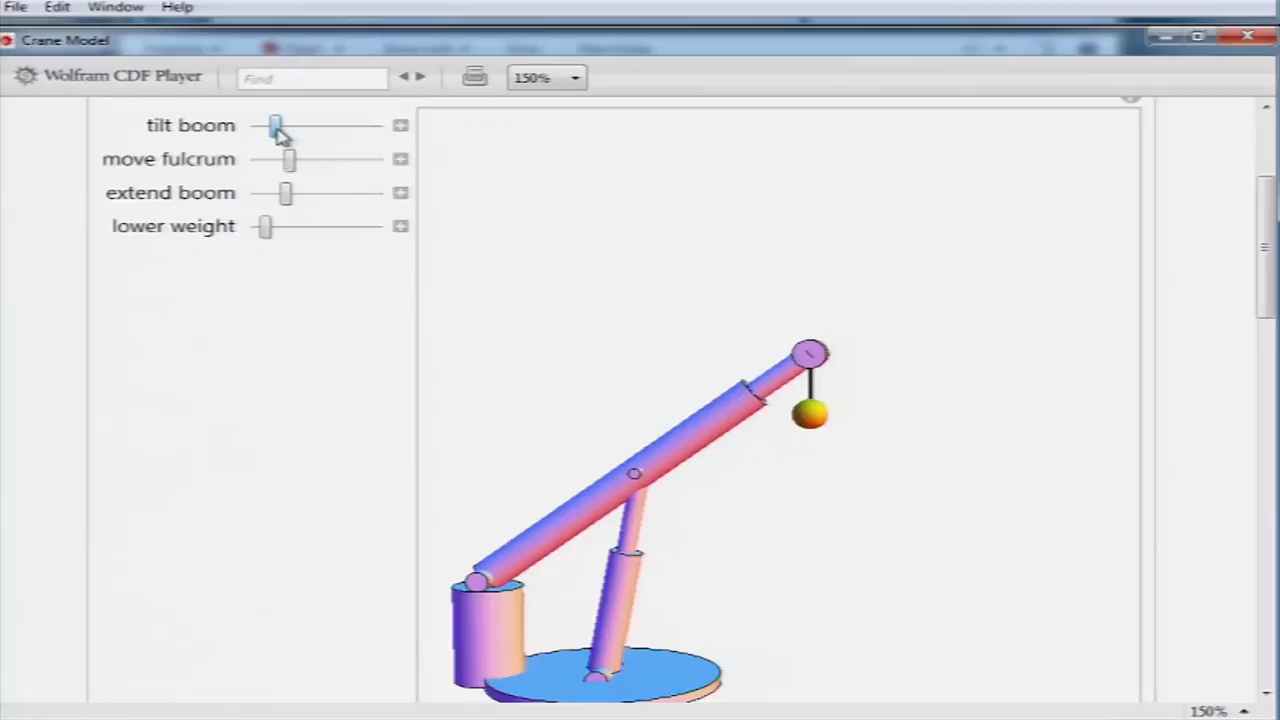 File Edit Window Help
Crane Model
Wolfram CDF Player Find 150%
tilt boom
move fulcrum
extend boom
lower weight
150%